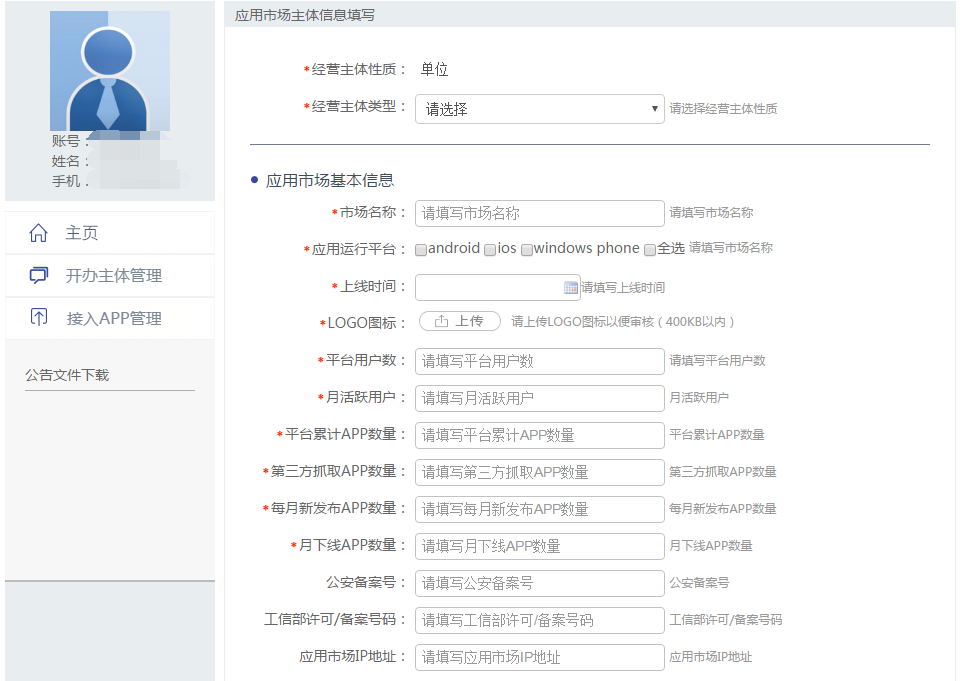 账号：
姓名：
手机：
主页
开办主体管理
接入APP管理
公告文件下载
应用市场主体信息填写
*经营主体性质： 单位
*经营主体类型： 请选择 请选择经营主体性质
应用市场基本信息
*市场名称： 请填写市场名称 请填写市场名称
*应用运行平台： android ios windows phone 全选 请填写市场名称
*上线时间： 请填写上线时间
*LOGO图标： 上传 请上传LOGO图标以便审核（400KB以内）
*平台用户数： 请填写平台用户数 请填写平台用户数
*月活跃用户： 请填写月活跃用户 月活跃用户
*平台累计APP数量： 请填写平台累计APP数量 平台累计APP数量
*第三方抓取APP数量： 请填写第三方抓取APP数量 第三方抓取APP数量
*每月新发布APP数量： 请填写每月新发布APP数量 每月新发布APP数量
*月下线APP数量： 请填写月下线APP数量 月下线APP数量
公安备案号： 请填写公安备案号 公安备案号
工信部许可/备案号码： 请填写工信部许可/备案号码 工信部许可/备案号码
应用市场IP地址： 请填写应用市场IP地址 应用市场IP地址